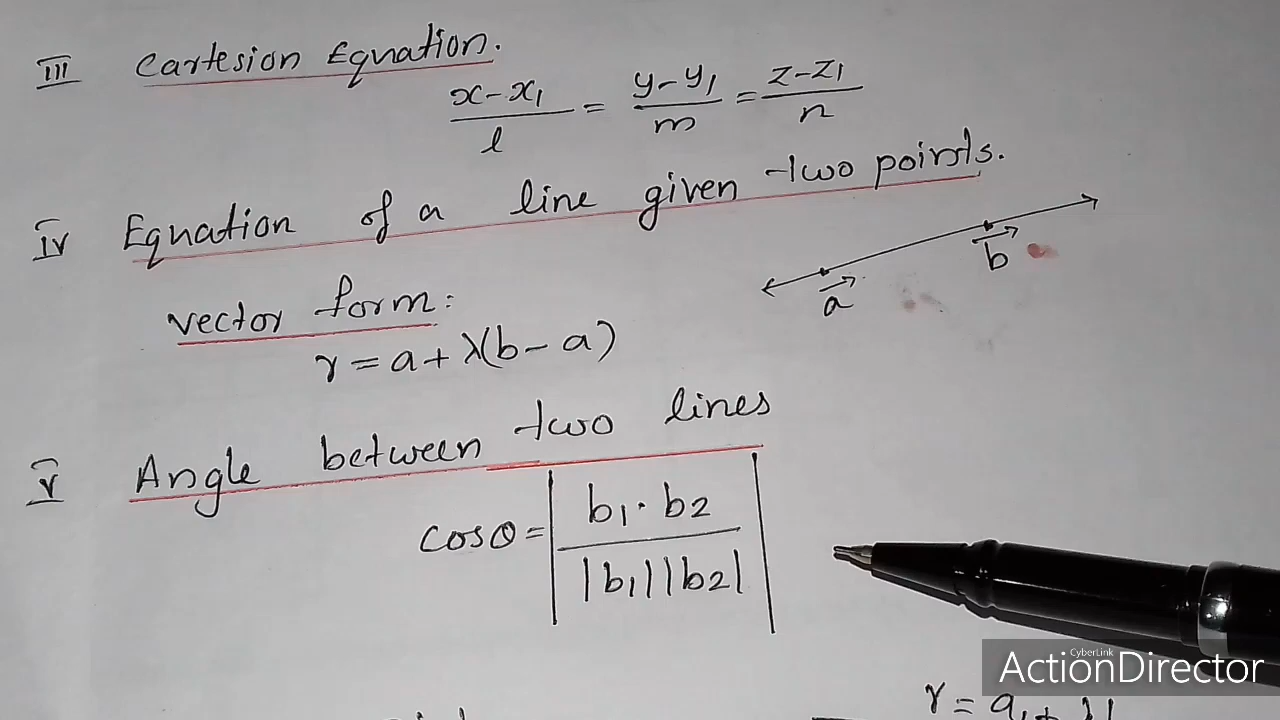 III Cartesion Equation.
x-x₁/l = y-y₁/m = z-z₁/n
IV Equation of a line given two points.
a b
vector form:
r = a + λ(b - a)
V Angle between two lines
cosθ = | b₁·b₂ / |b₁||b₂| |
CyberLink
ActionDirector
r = a₁ + λ